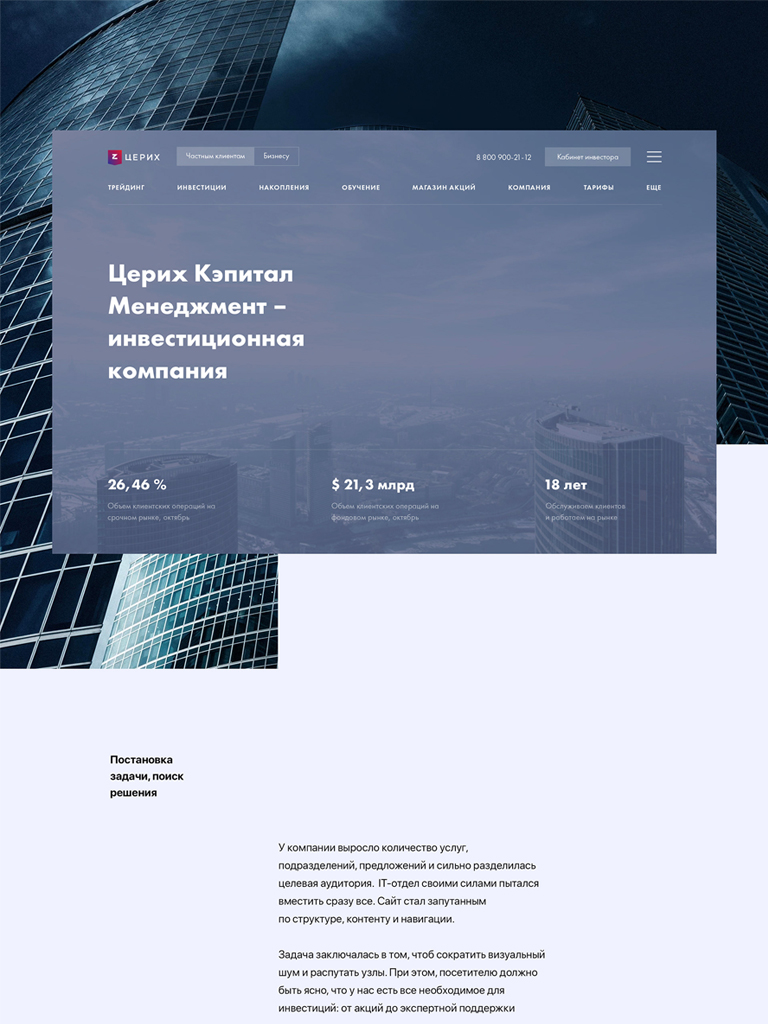 ЦЕРИХ
Частным клиентам
Бизнесу
8 800 900-21-12
Кабинет инвестора
ТРЕЙДИНГ ИНВЕСТИЦИИ НАКОПЛЕНИЯ ОБУЧЕНИЕ МАГАЗИН АКЦИЙ КОМПАНИЯ ТАРИФЫ ЕЩЕ
Церих Кэпитал
Менеджмент –
инвестиционная
компания
26,46 %
Объем клиентских операций на
срочном рынке, октябрь
$ 21,3 млрд
Объем клиентских операций на
фондовом рынке, октябрь
18 лет
Обслуживаем клиентов
и работаем на рынке
Постановка
задачи, поиск
решения
У компании выросло количество услуг,
подразделений, предложений и сильно разделилась
целевая аудитория. IT-отдел своими силами пытался
вместить сразу все. Сайт стал запутанным
по структуре, контенту и навигации.
Задача заключалась в том, чтоб сократить визуальный
шум и распутать узлы. При этом, посетителю должно
быть ясно, что у нас есть все необходимое для
инвестиций: от акций до экспертной поддержки